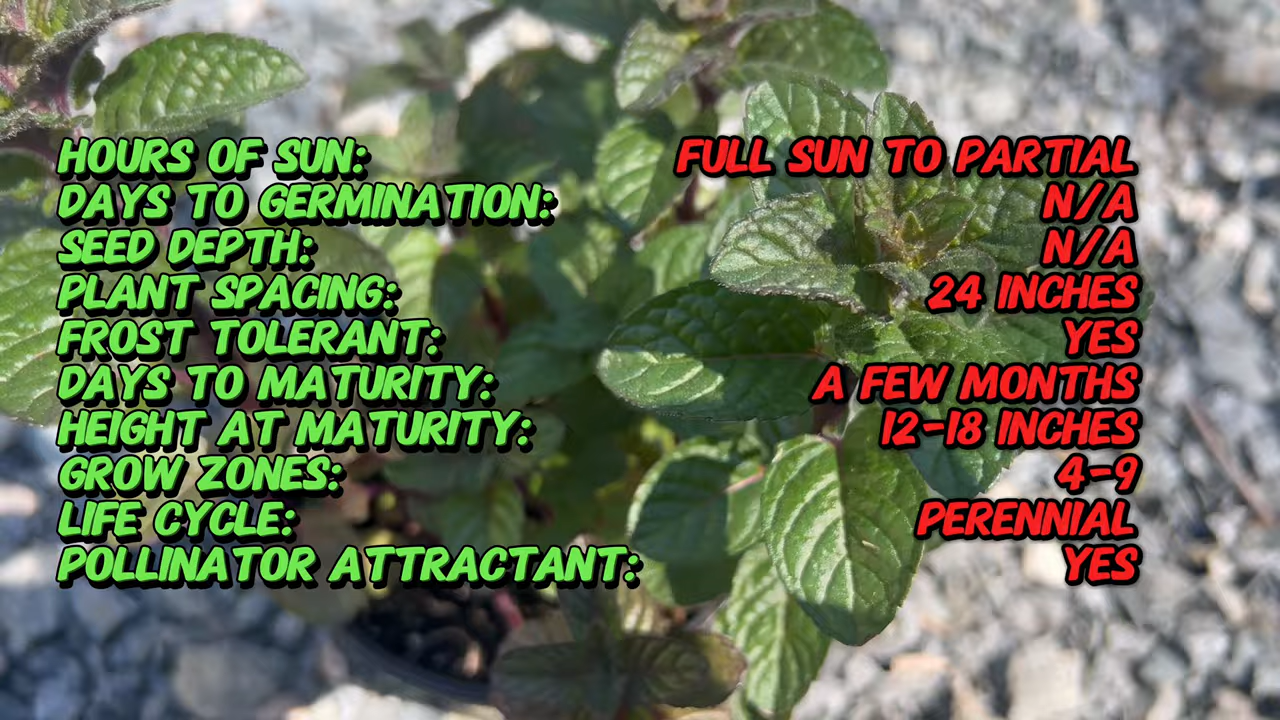 HOURS OF SUN: FULL SUN TO PARTIAL
DAYS TO GERMINATION: N/A
SEED DEPTH: N/A
PLANT SPACING: 24 INCHES
FROST TOLERANT: YES
DAYS TO MATURITY: A FEW MONTHS
HEIGHT AT MATURITY: 12-18 INCHES
GROW ZONES: 4-9
LIFE CYCLE: PERENNIAL
POLLINATOR ATTRACTANT: YES